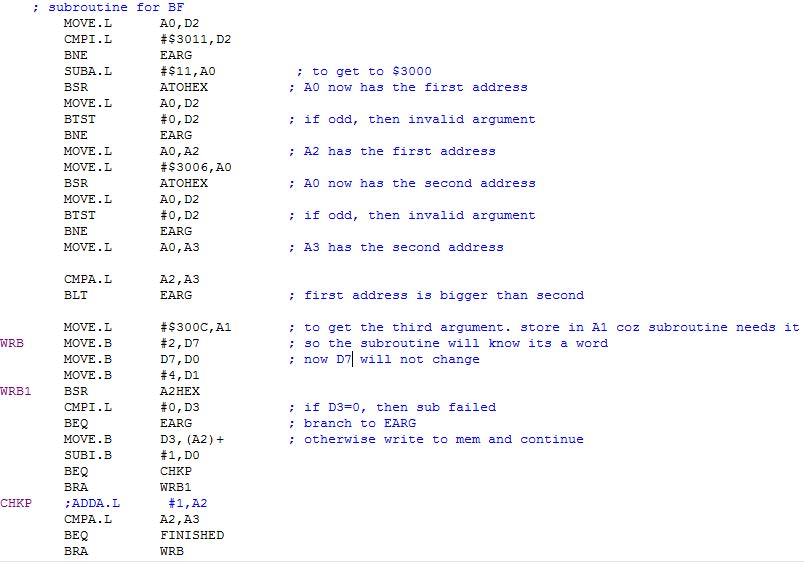 ; subroutine for BF
MOVE.L A0,D2
CMPI.L #$3011,D2
BNE EARG
SUBA.L #$11,A0 ; to get to $3000
BSR ATOHEX ; A0 now has the first address
MOVE.L A0,D2
BTST #0,D2 ; if odd, then invalid argument
BNE EARG
MOVE.L A0,A2 ; A2 has the first address
MOVE.L #$3006,A0
BSR ATOHEX ; A0 now has the second address
MOVE.L A0,D2
BTST #0,D2 ; if odd, then invalid argument
BNE EARG
MOVE.L A0,A3 ; A3 has the second address
CMPA.L A2,A3
BLT EARG ; first address is bigger than second
MOVE.L #$300C,A1 ; to get the third argument. store in A1 coz subroutine needs it
WRB MOVE.B #2,D7 ; so the subroutine will know its a word
MOVE.B D7,D0 ; now D7 will not change
MOVE.B #4,D1
WRB1 BSR A2HEX
CMPI.L #0,D3 ; if D3=0, then sub failed
BEQ EARG ; branch to EARG
MOVE.B D3,(A2)+ ; otherwise write to mem and continue
SUBI.B #1,D0
BEQ CHKP
BRA WRB1
CHKP ;ADDA.L #1,A2
CMPA.L A2,A3
BEQ FINISHED
BRA WRB